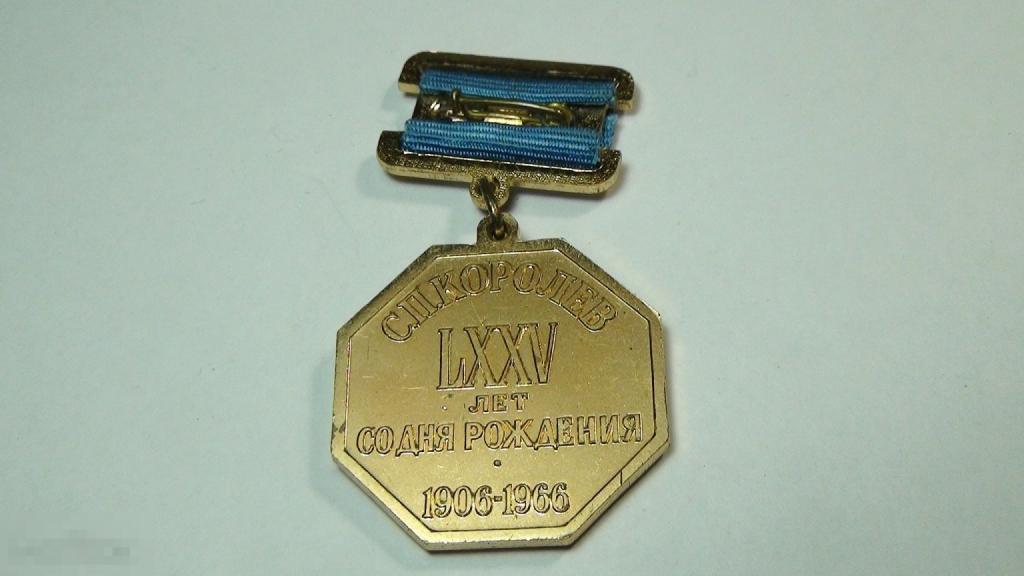 С.П.КОРОЛЕВ
LXXV
ЛЕТ
СО ДНЯ РОЖДЕНИЯ
1906-1966